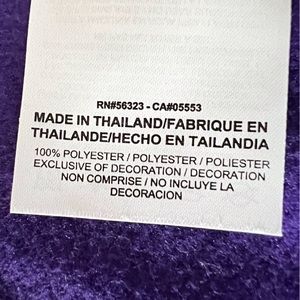 RN#56323 - CA#05553
MADE IN THAILAND/FABRIQUE EN
THAILANDE/HECHO EN TAILANDIA
100% POLYESTER / POLYESTER / POLIESTER
EXCLUSIVE OF DECORATION / DECORATION
NON COMPRISE / NO INCLUYE LA
DECORACION